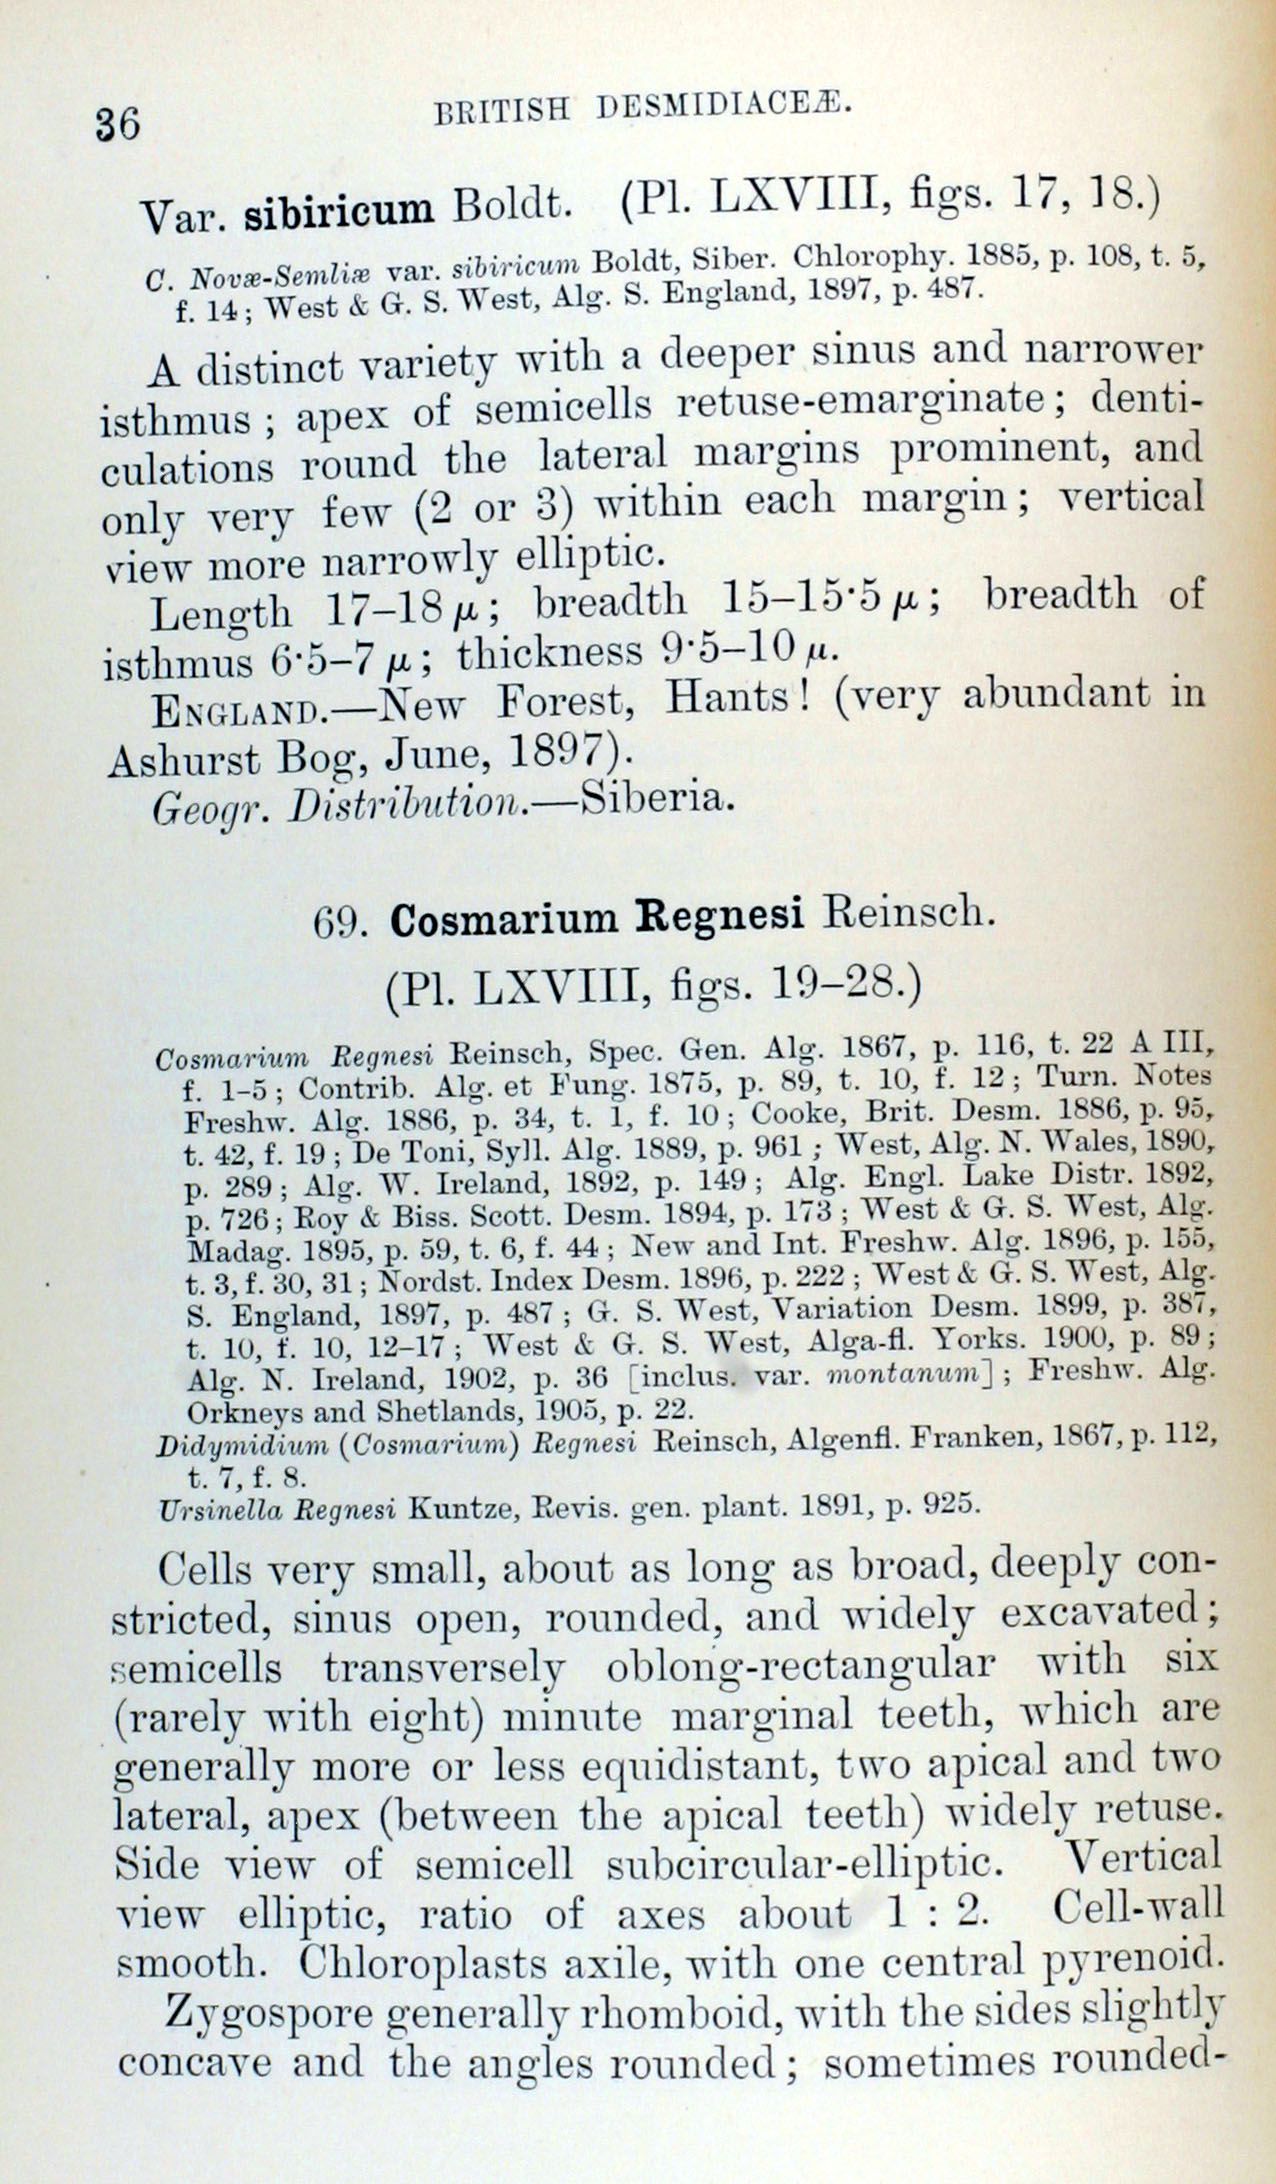 36
BRITISH DESMIDIACEÆ.
Var. sibiricum Boldt. (Pl. LXVIII, figs. 17, 18.)
C. Novæ-Semliæ var. sibiricum Boldt, Siber. Chlorophy. 1885, p. 108, t. 5,
f. 14; West & G. S. West, Alg. S. England, 1897, p. 487.
A distinct variety with a deeper sinus and narrower
isthmus; apex of semicells retuse-emarginate; denti-
culations round the lateral margins prominent, and
only very few (2 or 3) within each margin; vertical
view more narrowly elliptic.
Length 17–18 μ; breadth 15–15·5 μ; breadth of
isthmus 6·5–7 μ; thickness 9·5–10 μ.
ENGLAND.—New Forest, Hants! (very abundant in
Ashurst Bog, June, 1897).
Geogr. Distribution.—Siberia.
69. Cosmarium Regnesi Reinsch.
(Pl. LXVIII, figs. 19–28.)
Cosmarium Regnesi Reinsch, Spec. Gen. Alg. 1867, p. 116, t. 22 A III,
f. 1–5; Contrib. Alg. et Fung. 1875, p. 89, t. 10, f. 12; Turn. Notes
Freshw. Alg. 1886, p. 34, t. 1, f. 10; Cooke, Brit. Desm. 1886, p. 95,
t. 42, f. 19; De Toni, Syll. Alg. 1889, p. 961; West, Alg. N. Wales, 1890,
p. 289; Alg. W. Ireland, 1892, p. 149; Alg. Engl. Lake Distr. 1892,
p. 726; Roy & Biss. Scott. Desm. 1894, p. 173; West & G. S. West, Alg.
Madag. 1895, p. 59, t. 6, f. 44; New and Int. Freshw. Alg. 1896, p. 155,
t. 3, f. 30, 31; Nordst. Index Desm. 1896, p. 222; West & G. S. West, Alg.
S. England, 1897, p. 487; G. S. West, Variation Desm. 1899, p. 387,
t. 10, f. 10, 12–17; West & G. S. West, Alga-fl. Yorks. 1900, p. 89;
Alg. N. Ireland, 1902, p. 36 [inclus. var. montanum]; Freshw. Alg.
Orkneys and Shetlands, 1905, p. 22.
Didymidium (Cosmarium) Regnesi Reinsch, Algenfl. Franken, 1867, p. 112,
t. 7, f. 8.
Ursinella Regnesi Kuntze, Revis. gen. plant. 1891, p. 925.
Cells very small, about as long as broad, deeply con-
stricted, sinus open, rounded, and widely excavated;
semicells transversely oblong-rectangular with six
(rarely with eight) minute marginal teeth, which are
generally more or less equidistant, two apical and two
lateral, apex (between the apical teeth) widely retuse.
Side view of semicell subcircular-elliptic. Vertical
view elliptic, ratio of axes about 1 : 2. Cell-wall
smooth. Chloroplasts axile, with one central pyrenoid.
Zygospore generally rhomboid, with the sides slightly
concave and the angles rounded; sometimes rounded-